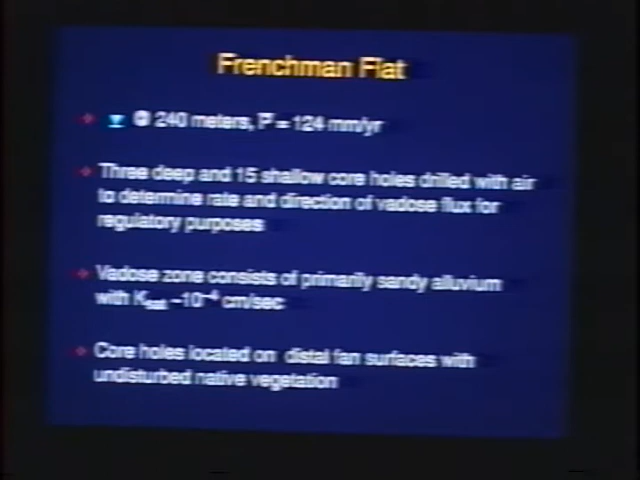 Frenchman Flat
@ 240 meters, P = 124 mm/yr
Three deep and 15 shallow core holes drilled with air
to determine rate and direction of vadose flux for
regulatory purposes
Vadose zone consists of primarily sandy alluvium
with Ksat ~10⁻⁴ cm/sec
Core holes located on distal fan surfaces with
undisturbed native vegetation